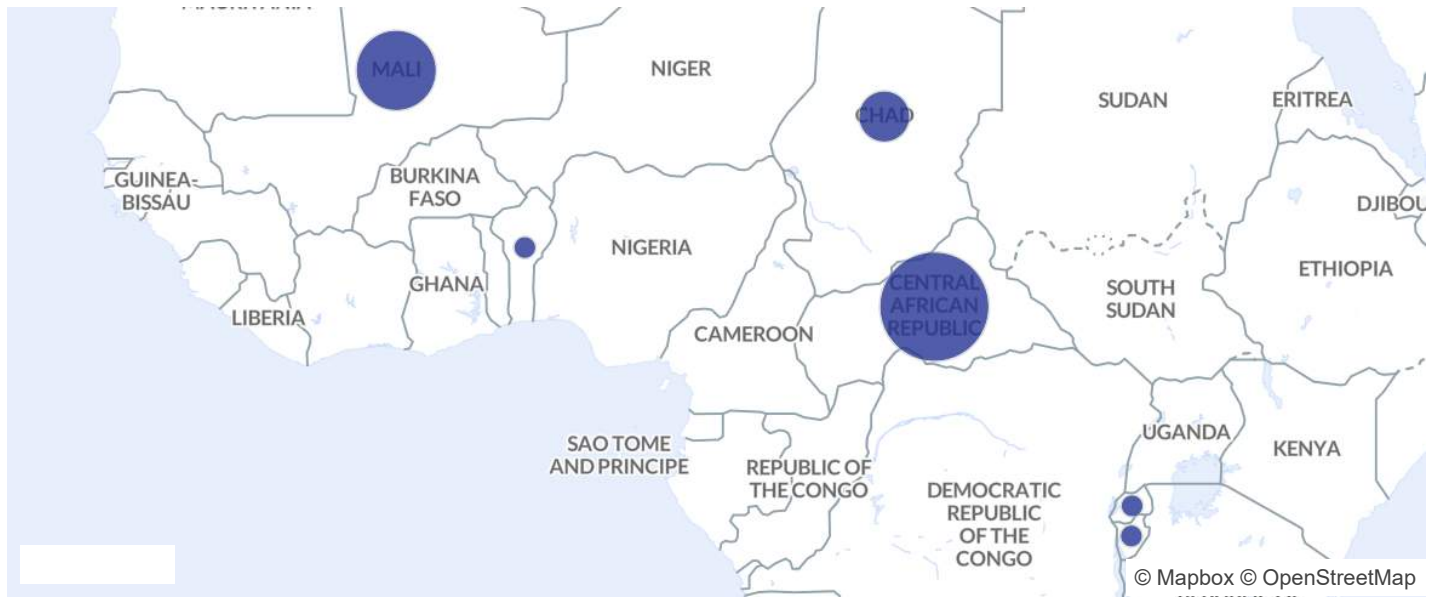 MALI
NIGER
CHAD
SUDAN
ERITREA
GUINEA-
BISSAU
BURKINA
FASO
DJIBOU
NIGERIA
GHANA
ETHIOPIA
CENTRAL
AFRICAN
REPUBLIC
SOUTH
SUDAN
LIBERIA
CAMEROON
UGANDA
KENYA
SAO TOME
AND PRINCIPE
REPUBLIC OF
THE CONGO
DEMOCRATIC
REPUBLIC
OF THE
CONGO
© Mapbox © OpenStreetMap